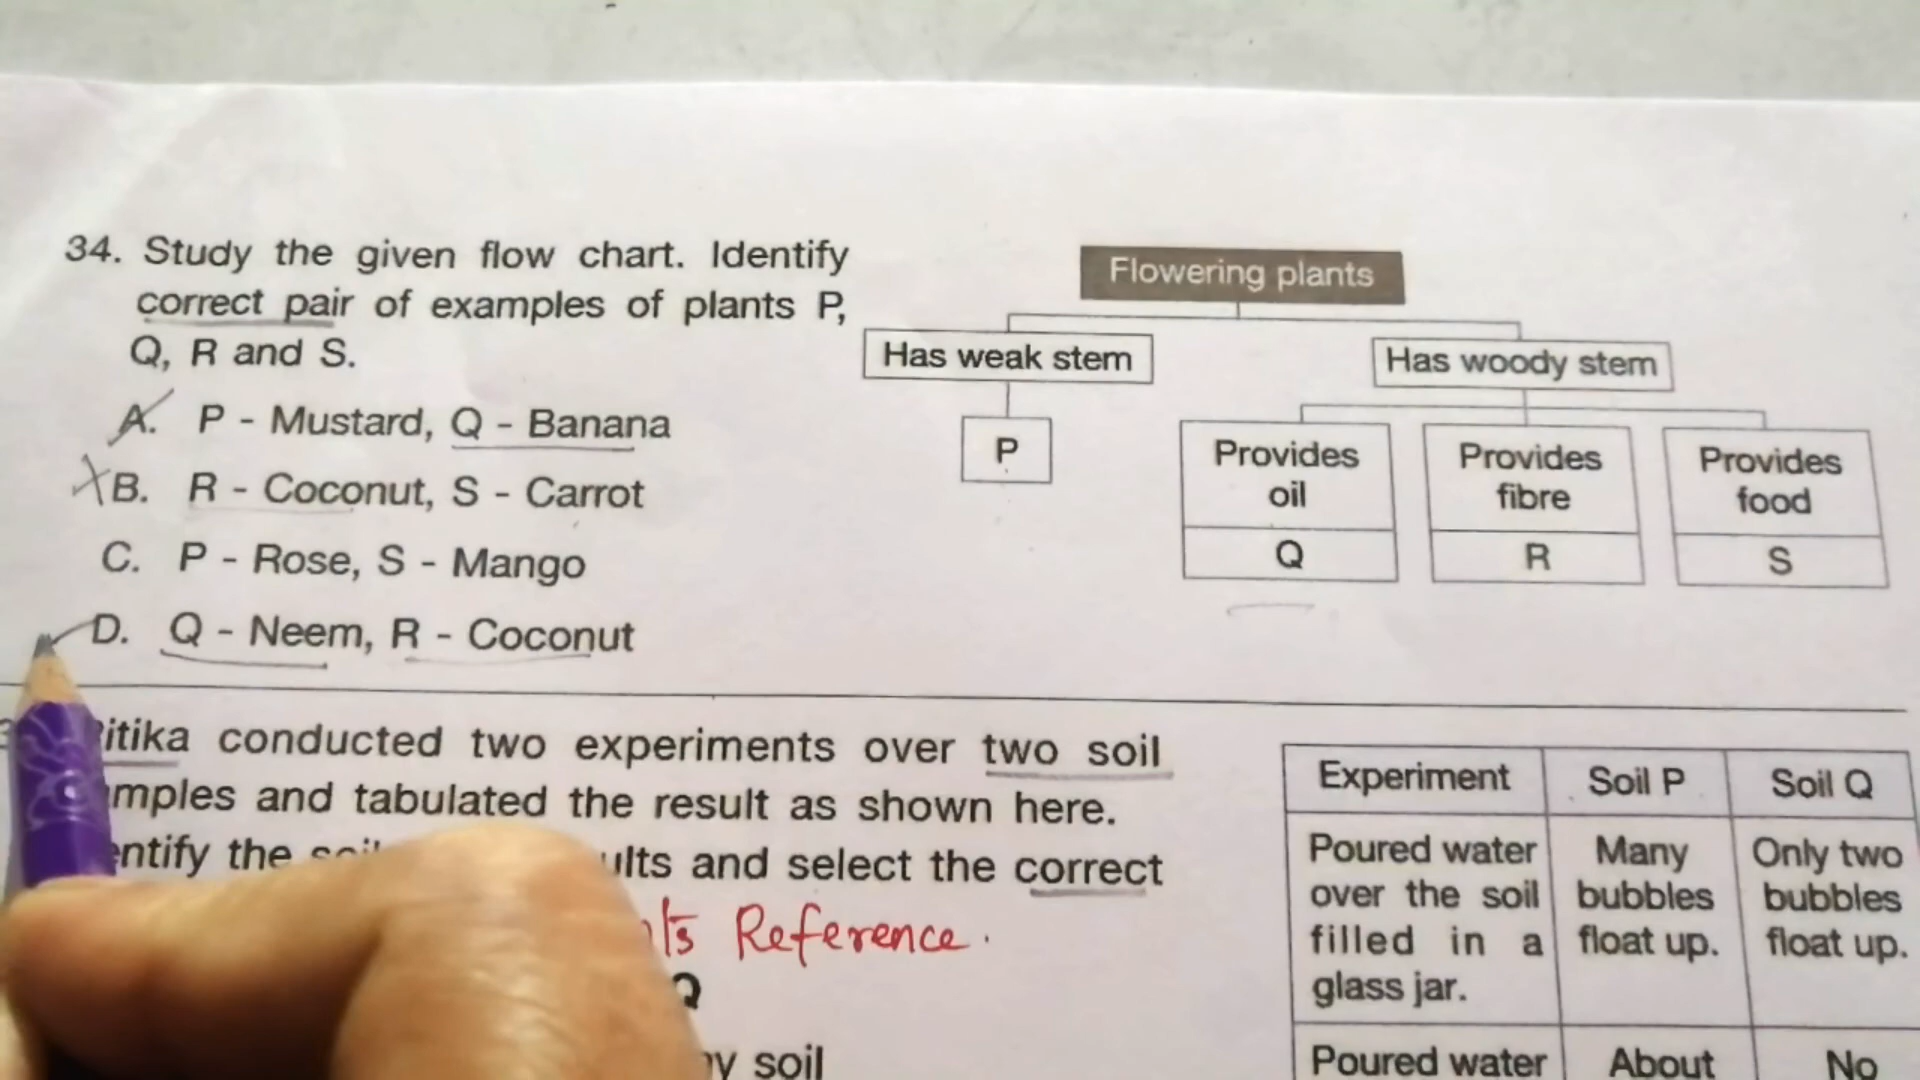 34. Study the given flow chart. Identify
correct pair of examples of plants P,
Q, R and S.
A. P - Mustard, Q - Banana
B. R - Coconut, S - Carrot
C. P - Rose, S - Mango
D. Q - Neem, R - Coconut
Flowering plants
Has weak stem
Has woody stem
P
Provides
oil
Q
Provides
fibre
R
Provides
food
S
conducted two experiments over two soil
and tabulated the result as shown here.
the and select the correct
Reference.
Q
soil
Experiment
Soil P
Soil Q
Poured water
over the soil
filled in a
glass jar.
Many
bubbles
float up.
Only two
bubbles
float up.
Poured water
About
No